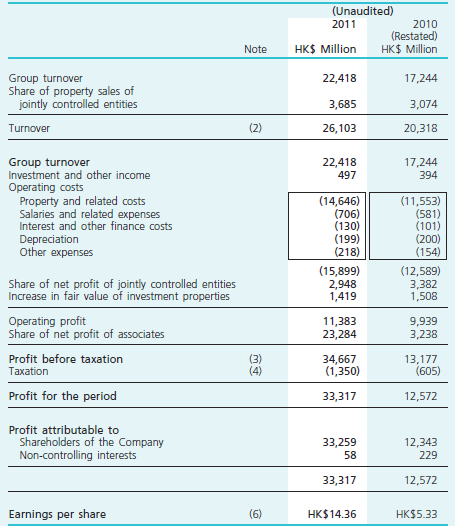 (Unaudited)
2011 2010
(Restated)
Note HK$ Million HK$ Million
Group turnover 22,418 17,244
Share of property sales of
jointly controlled entities 3,685 3,074
Turnover (2) 26,103 20,318
Group turnover 22,418 17,244
Investment and other income 497 394
Operating costs
Property and related costs (14,646) (11,553)
Salaries and related expenses (706) (581)
Interest and other finance costs (130) (101)
Depreciation (199) (200)
Other expenses (218) (154)
(15,899) (12,589)
Share of net profit of jointly controlled entities 2,948 3,382
Increase in fair value of investment properties 1,419 1,508
Operating profit 11,383 9,939
Share of net profit of associates 23,284 3,238
Profit before taxation (3) 34,667 13,177
Taxation (4) (1,350) (605)
Profit for the period 33,317 12,572
Profit attributable to
Shareholders of the Company 33,259 12,343
Non-controlling interests 58 229
33,317 12,572
Earnings per share (6) HK$14.36 HK$5.33